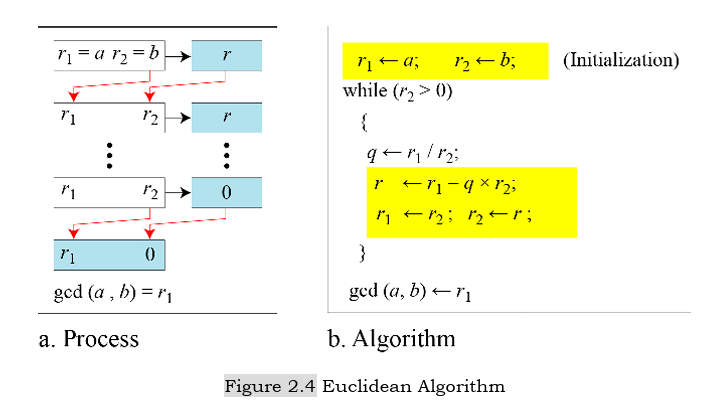 r₁ = a r₂ = b r
r₁ r₂ r
r₁ r₂ 0
r₁ 0
gcd (a , b) = r₁
a. Process
r₁ ← a; r₂ ← b; (Initialization)
while (r₂ > 0)
{
q ← r₁ / r₂;
r ← r₁ − q × r₂;
r₁ ← r₂ ; r₂ ← r ;
}
gcd (a, b) ← r₁
b. Algorithm
Figure 2.4 Euclidean Algorithm